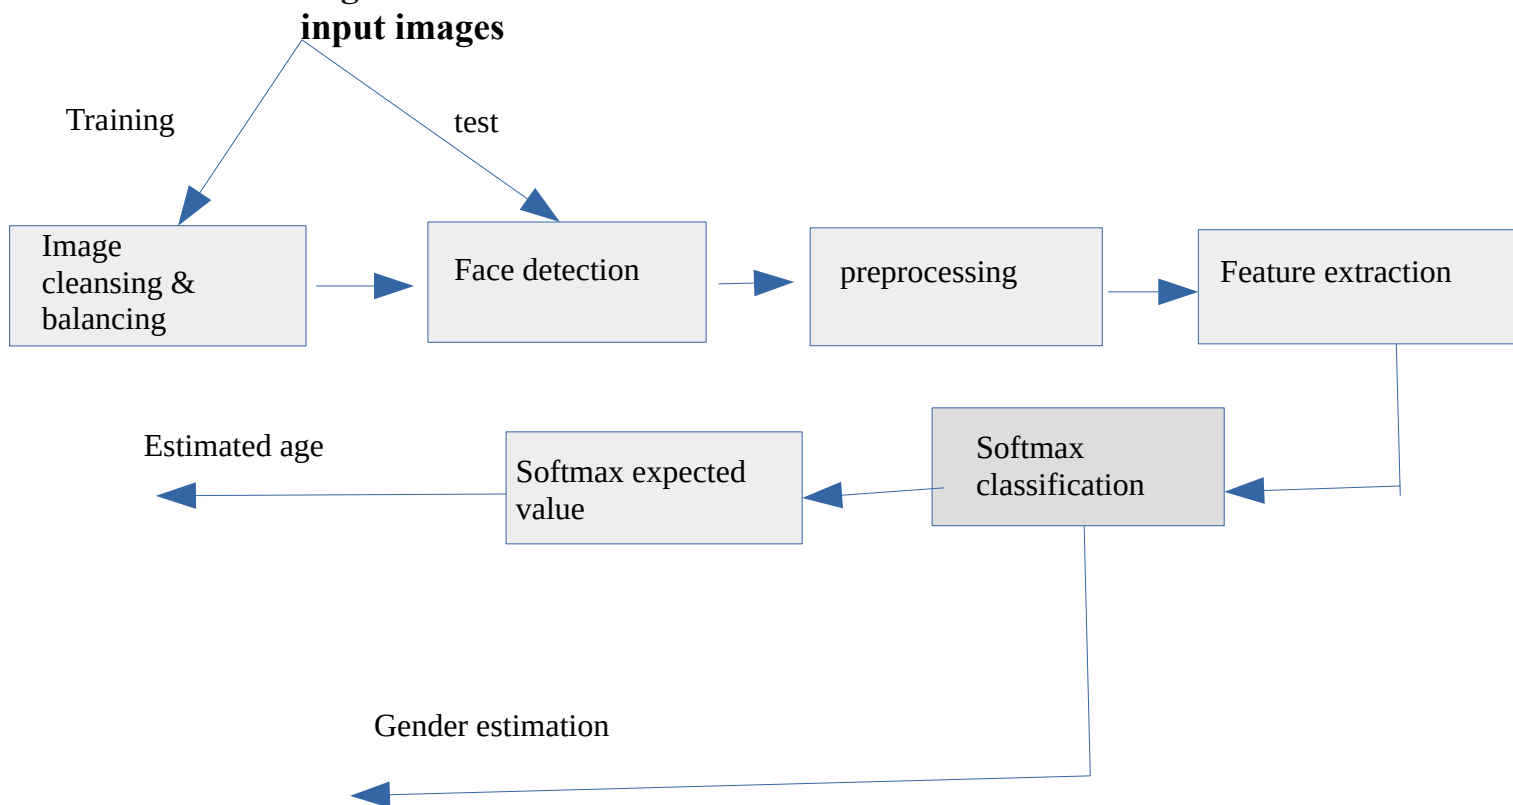 input images
Training
test
Image
cleansing &
balancing
Face detection
preprocessing
Feature extraction
Estimated age
Softmax expected
value
Softmax
classification
Gender estimation